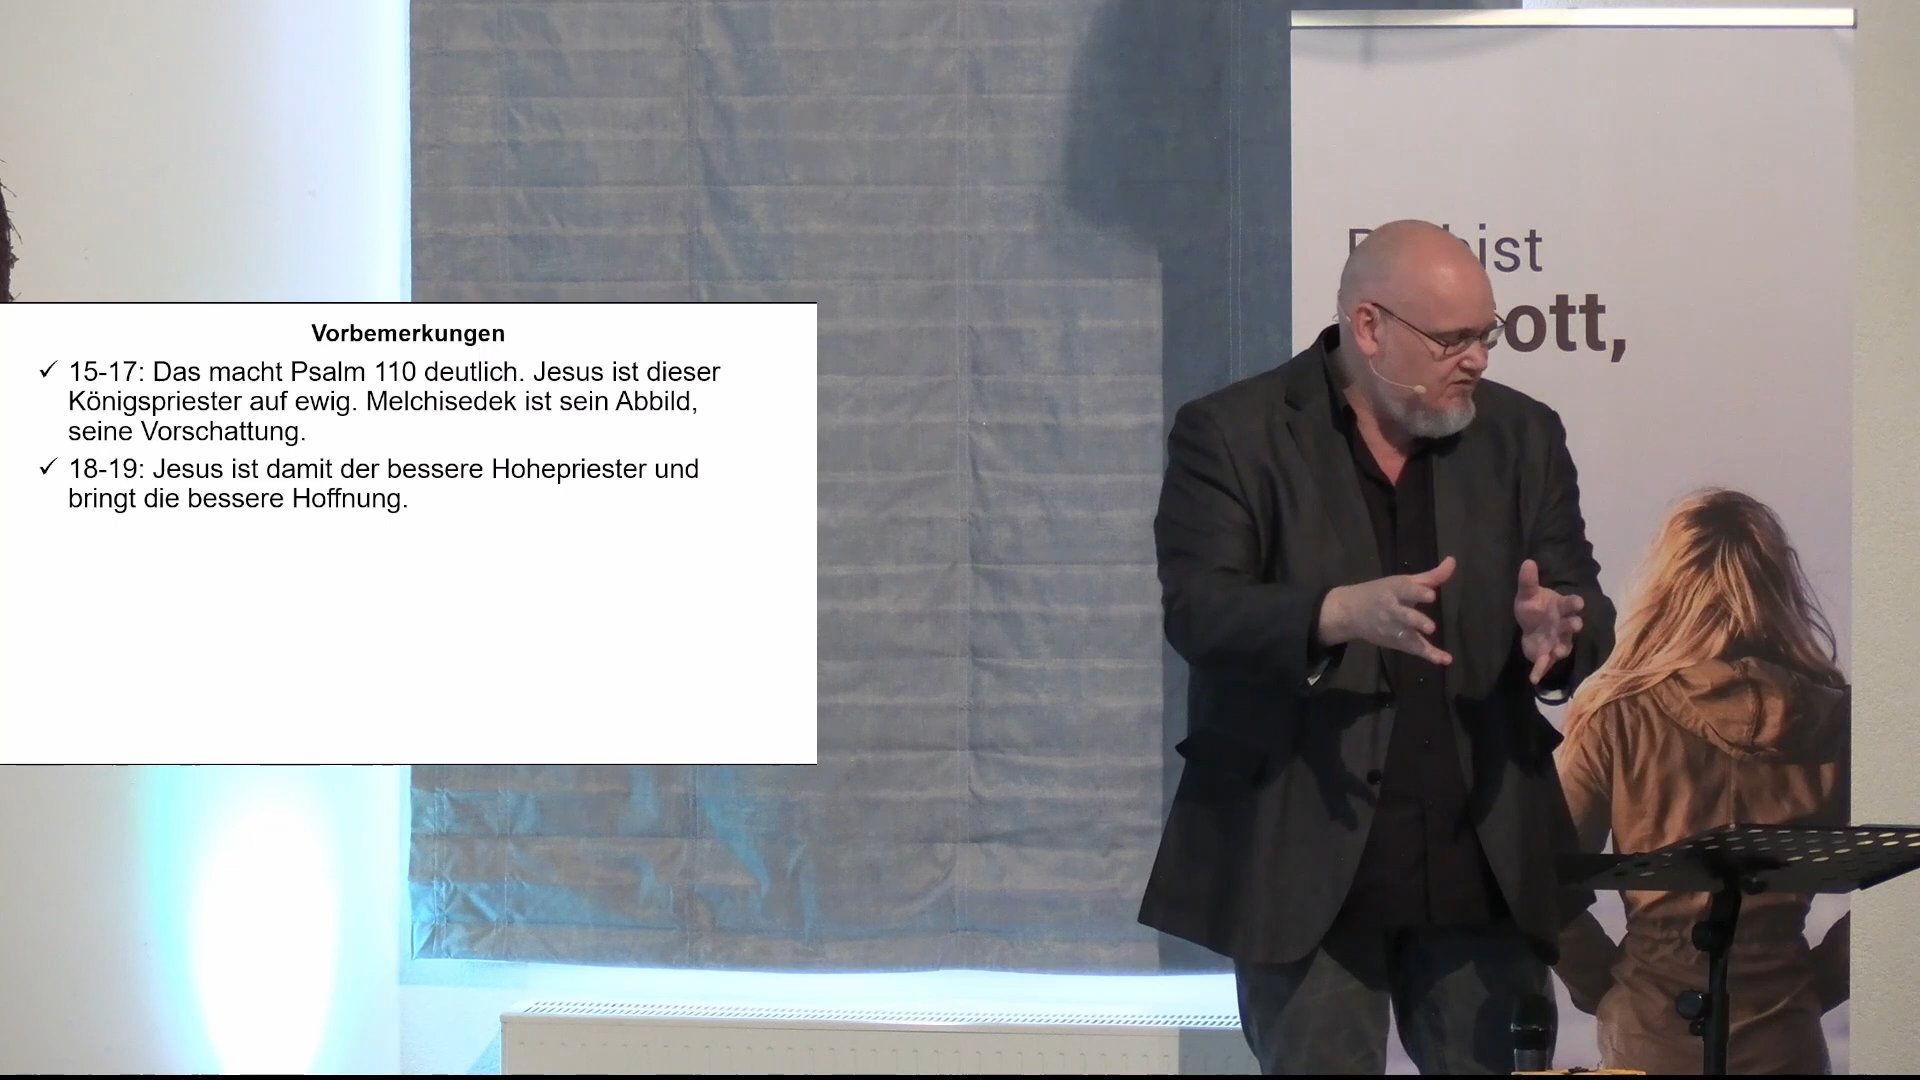 Vorbemerkungen
✓ 15-17: Das macht Psalm 110 deutlich. Jesus ist dieser
Königspriester auf ewig. Melchisedek ist sein Abbild,
seine Vorschattung.
✓ 18-19: Jesus ist damit der bessere Hohepriester und
bringt die bessere Hoffnung.
bist
ott,